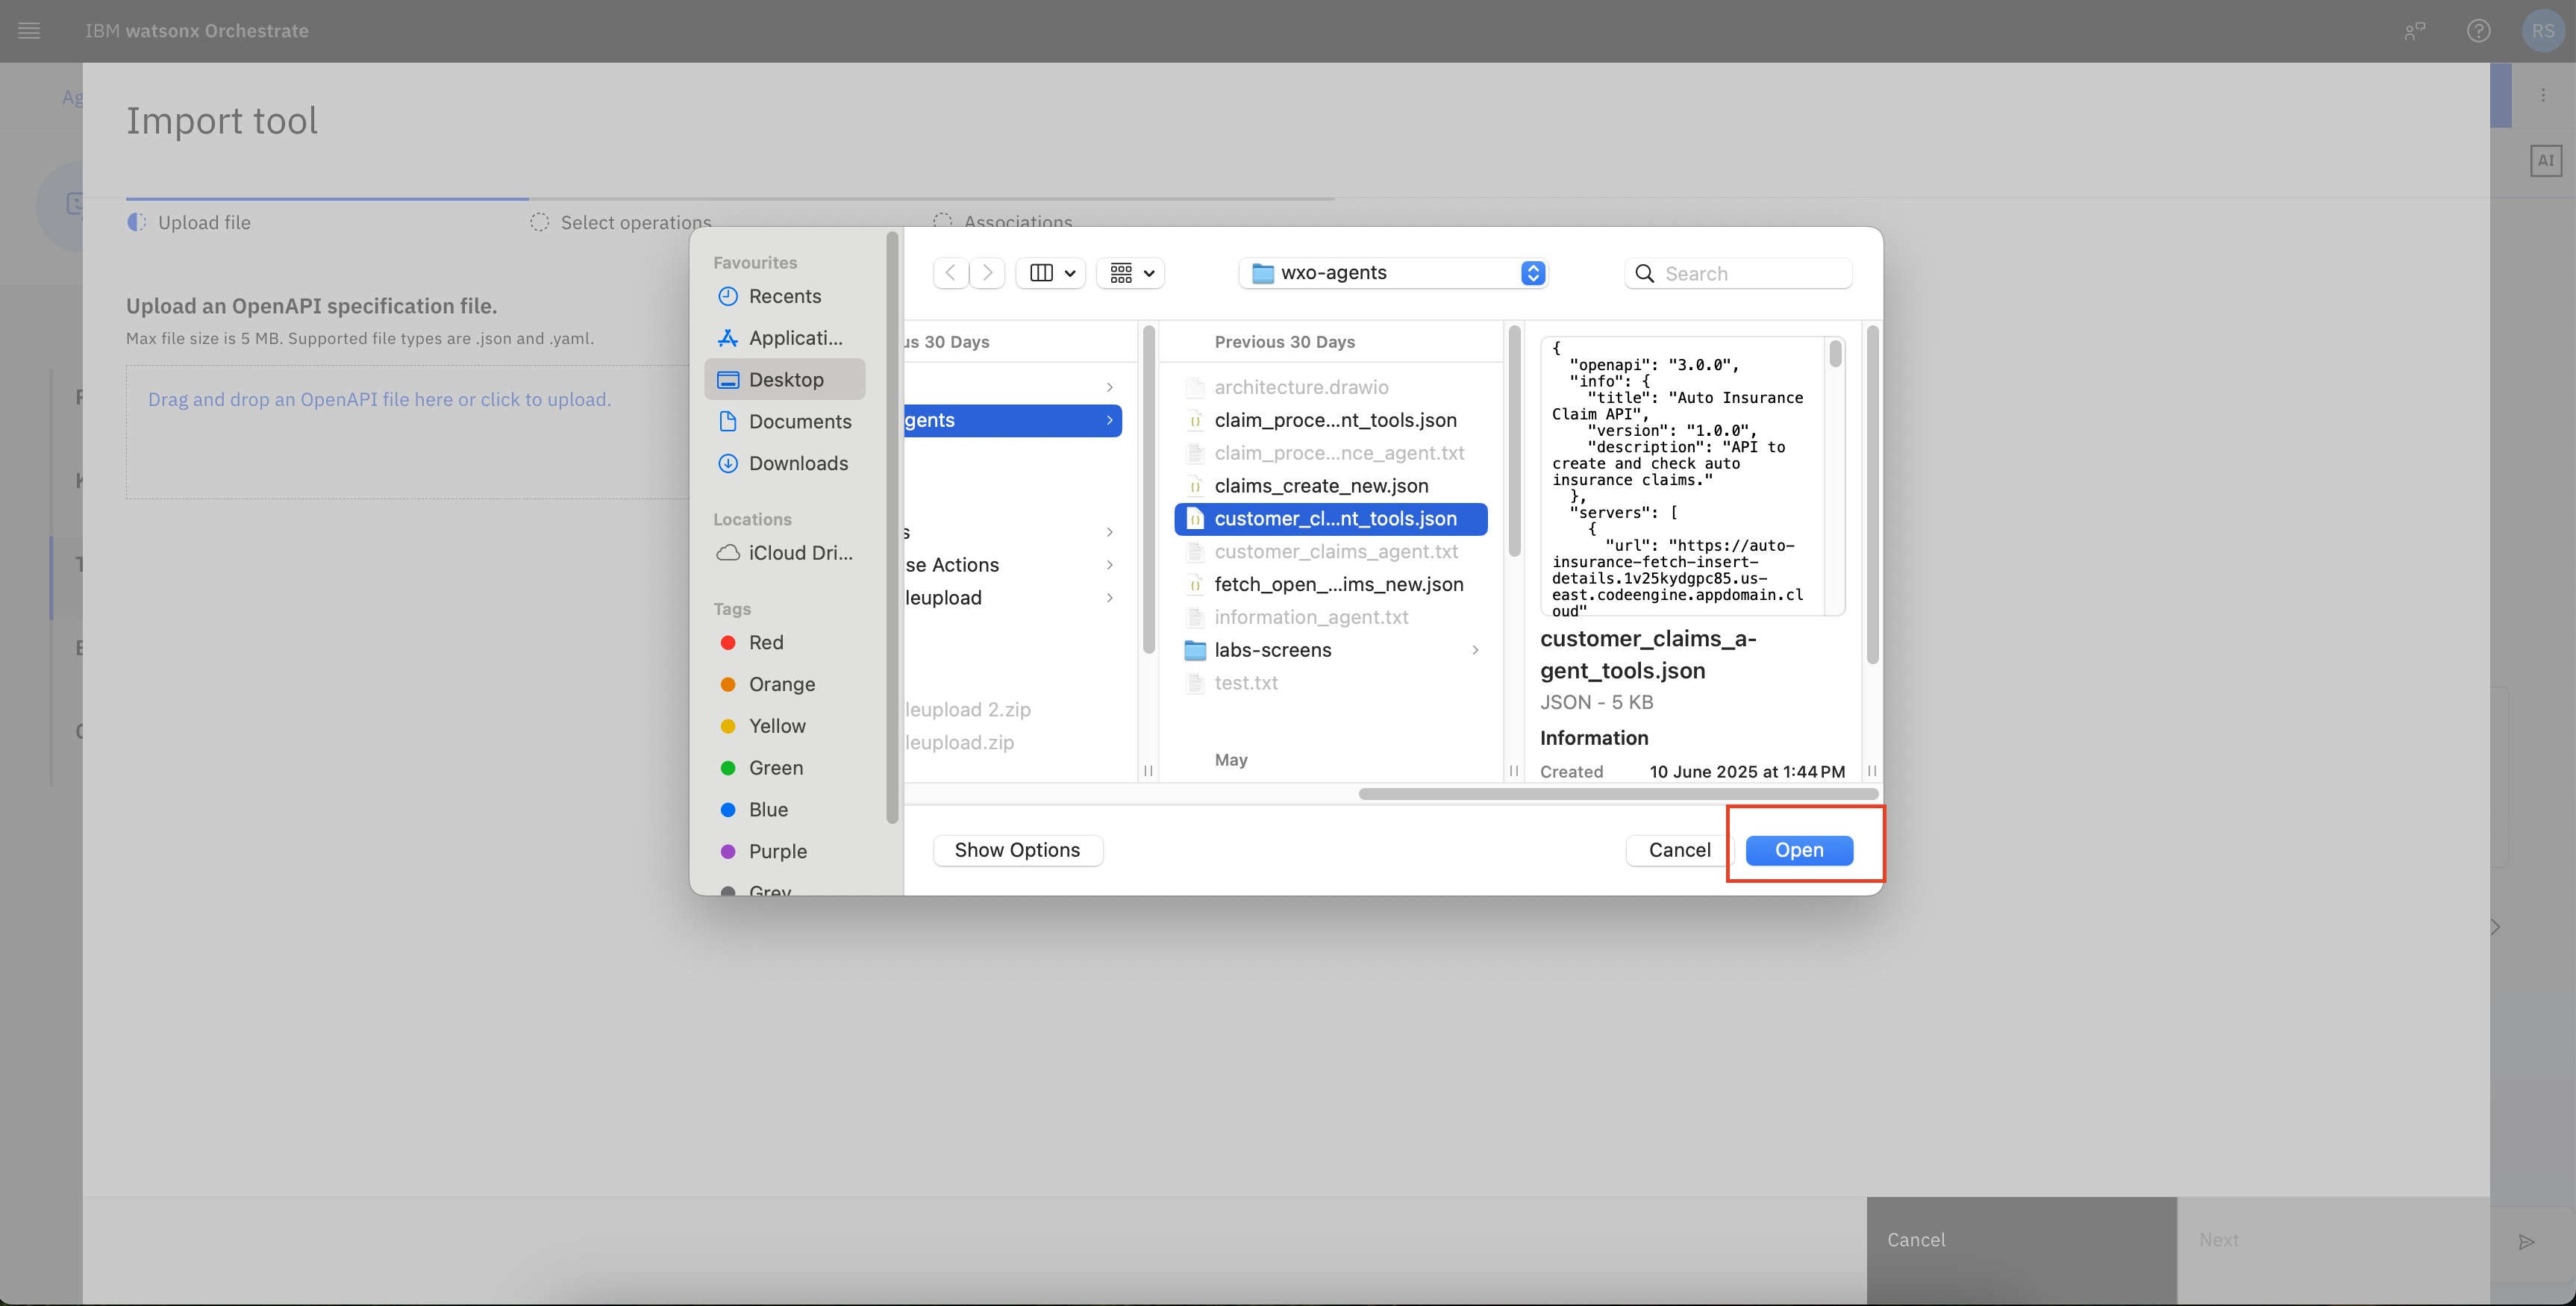 IBM watsonx Orchestrate
RS
Ag
Import tool
AI
Upload file
Select operations
Associations
Upload an OpenAPI specification file.
Max file size is 5 MB. Supported file types are .json and .yaml.
Drag and drop an OpenAPI file here or click to upload.
Favourites
Recents
Applicati...
Desktop
Documents
Downloads
Locations
iCloud Dri...
Tags
Red
Orange
Yellow
Green
Blue
Purple
Grey
wxo-agents
Search
us 30 Days
gents
s
se Actions
leupload
leupload 2.zip
leupload.zip
Previous 30 Days
architecture.drawio
claim_proce...nt_tools.json
claim_proce...nce_agent.txt
claims_create_new.json
customer_cl...nt_tools.json
customer_claims_agent.txt
fetch_open_...ims_new.json
information_agent.txt
labs-screens
test.txt
May
{
"openapi": "3.0.0",
"info": {
"title": "Auto Insurance
Claim API",
"version": "1.0.0",
"description": "API to
create and check auto
insurance claims."
},
"servers": [
{
"url": "https://auto-
insurance-fetch-insert-
details.1v25kydgpc85.us-
east.codeengine.appdomain.cl
oud"
customer_claims_a-
gent_tools.json
JSON - 5 KB
Information
Created 10 June 2025 at 1:44 PM
Show Options
Cancel
Open
Cancel
Next